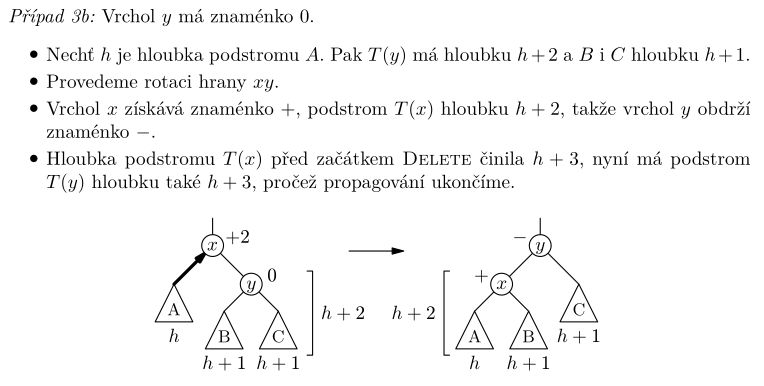 Případ 3b: Vrchol y má znaménko 0.
• Nechť h je hloubka podstromu A. Pak T(y) má hloubku h+2 a B i C hloubku h+1.
• Provedeme rotaci hrany xy.
• Vrchol x získává znaménko +, podstrom T(x) hloubku h + 2, takže vrchol y obdrží
znaménko −.
• Hloubka podstromu T(x) před začátkem DELETE činila h + 3, nyní má podstrom
T(y) hloubku také h + 3, pročež propagování ukončíme.
x +2 − y
y 0 + x
A h + 2 h + 2 C
h B C A B h + 1
h + 1 h + 1 h h + 1